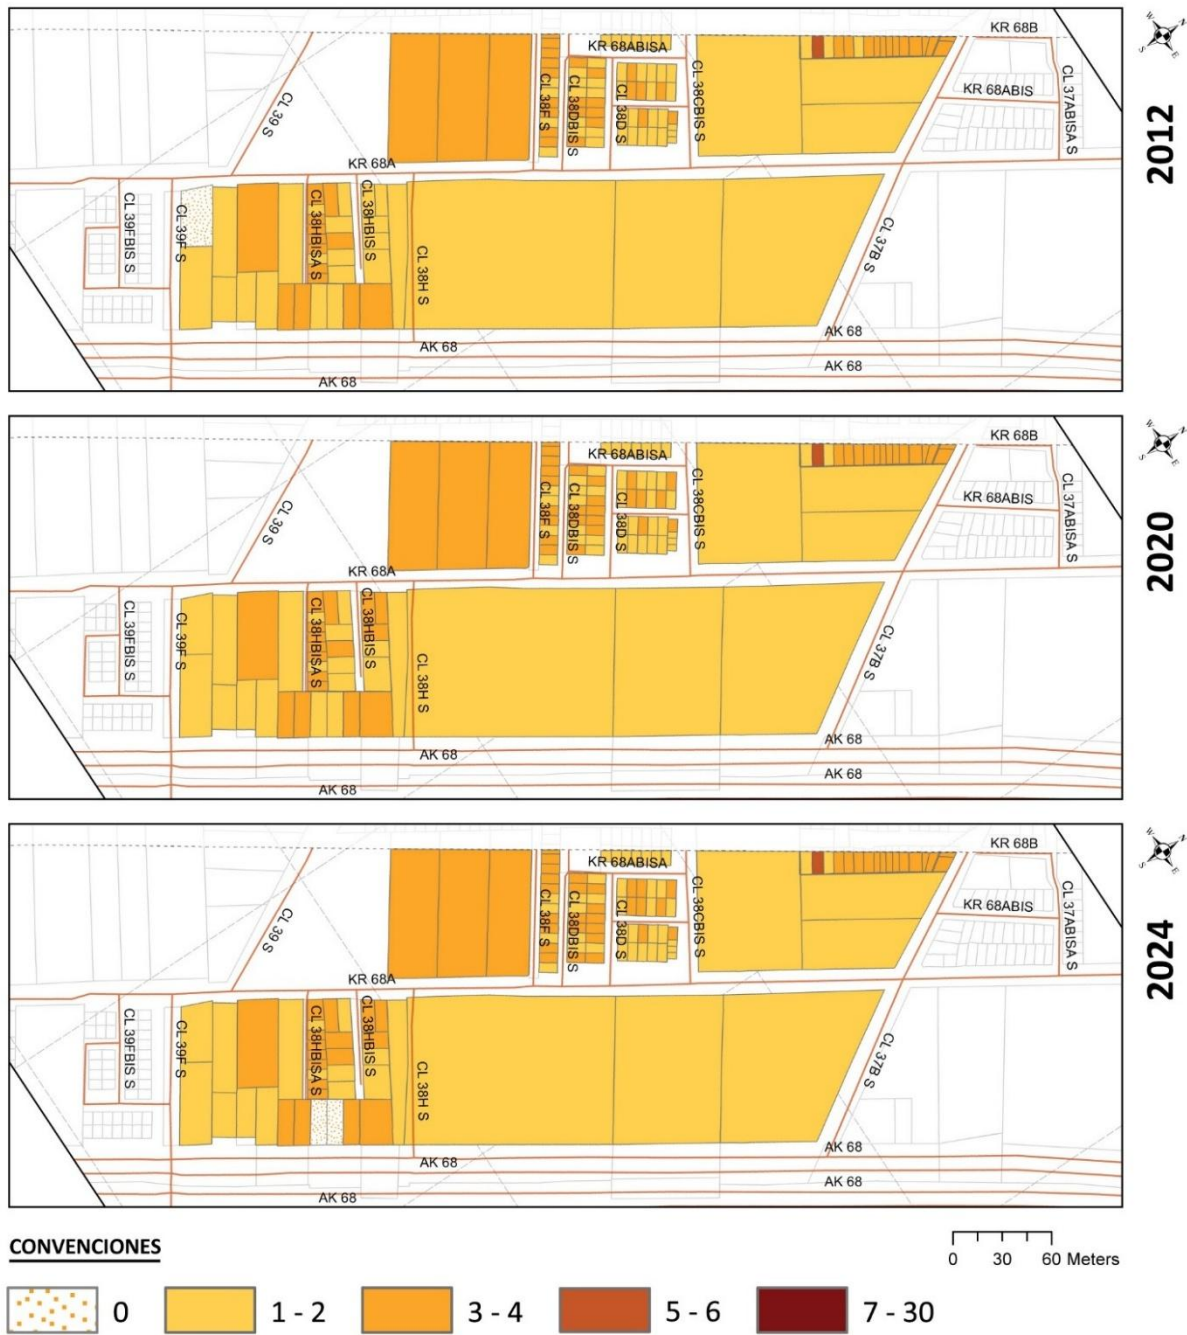 KR 68B
KR 68ABISA
CL 39 S
CL 38F S
CL 38DBIS S
CL 38D S
CL 38CBIS S
KR 68ABIS
CL 37ABISA S
KR 68A
CL 39FBIS S
CL 39F S
CL 38HBISA S
CL 38HBIS S
CL 38H S
CL 37B S
AK 68
AK 68
AK 68
AK 68
W N
S E
2012
KR 68B
KR 68ABISA
CL 39 S
CL 38F S
CL 38DBIS S
CL 38D S
CL 38CBIS S
KR 68ABIS
CL 37ABISA S
KR 68A
CL 39FBIS S
CL 39F S
CL 38HBISA S
CL 38HBIS S
CL 38H S
CL 37B S
AK 68
AK 68
AK 68
AK 68
W N
S E
2020
KR 68B
KR 68ABISA
CL 39 S
CL 38F S
CL 38DBIS S
CL 38D S
CL 38CBIS S
KR 68ABIS
CL 37ABISA S
KR 68A
CL 39FBIS S
CL 39F S
CL 38HBISA S
CL 38HBIS S
CL 38H S
CL 37B S
AK 68
AK 68
AK 68
AK 68
W N
S E
2024
CONVENCIONES
0 30 60 Meters
0 1 - 2 3 - 4 5 - 6 7 - 30